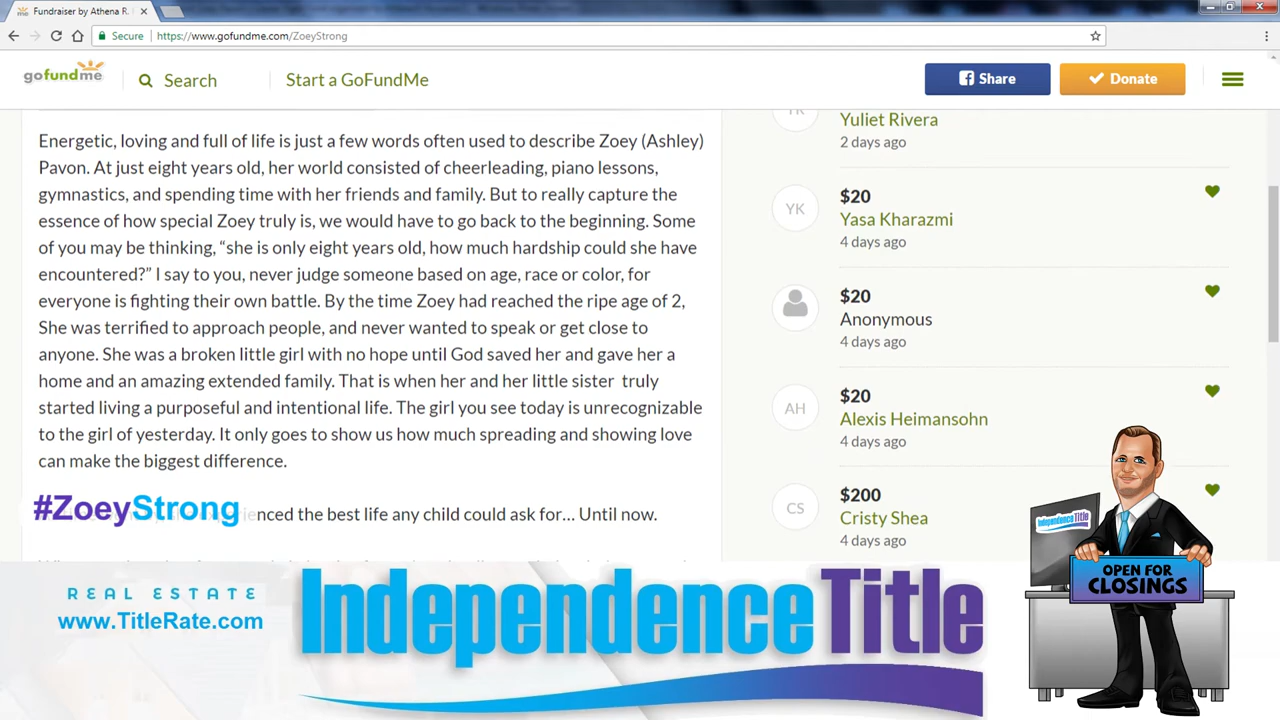 Fundraiser by Athena R.
Secure
https://www.gofundme.com/ZoeyStrong
gofundme
Search
Start a GoFundMe
Share
Donate
Energetic, loving and full of life is just a few words often used to describe Zoey (Ashley)
Pavon. At just eight years old, her world consisted of cheerleading, piano lessons,
gymnastics, and spending time with her friends and family. But to really capture the
essence of how special Zoey truly is, we would have to go back to the beginning. Some
of you may be thinking, “she is only eight years old, how much hardship could she have
encountered?” I say to you, never judge someone based on age, race or color, for
everyone is fighting their own battle. By the time Zoey had reached the ripe age of 2,
She was terrified to approach people, and never wanted to speak or get close to
anyone. She was a broken little girl with no hope until God saved her and gave her a
home and an amazing extended family. That is when her and her little sister truly
started living a purposeful and intentional life. The girl you see today is unrecognizable
to the girl of yesterday. It only goes to show us how much spreading and showing love
can make the biggest difference.
#ZoeyStrong
enced the best life any child could ask for... Until now.
Yuliet Rivera
2 days ago
YK
$20
Yasa Kharazmi
4 days ago
$20
Anonymous
4 days ago
AH
$20
Alexis Heimansohn
4 days ago
CS
$200
Cristy Shea
4 days ago
REAL ESTATE
www.TitleRate.com
Independence Title
Independence Title
OPEN FOR
CLOSINGS